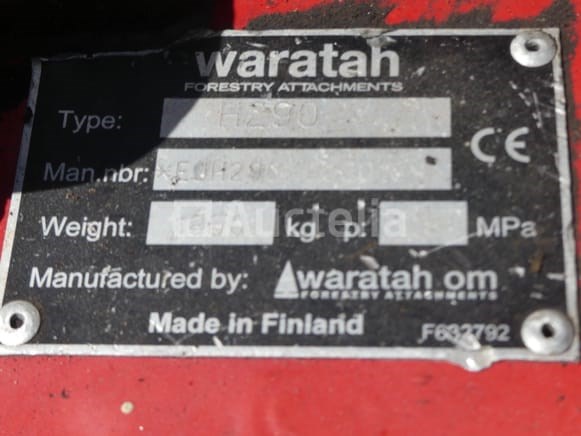 waratah
FORESTRY ATTACHMENTS
Type: H290
CE
Man.nbr:
Auctelia
Weight: kg p: MPa
Manufactured by: waratah om
FORESTRY ATTACHMENTS
Made in Finland
F632792